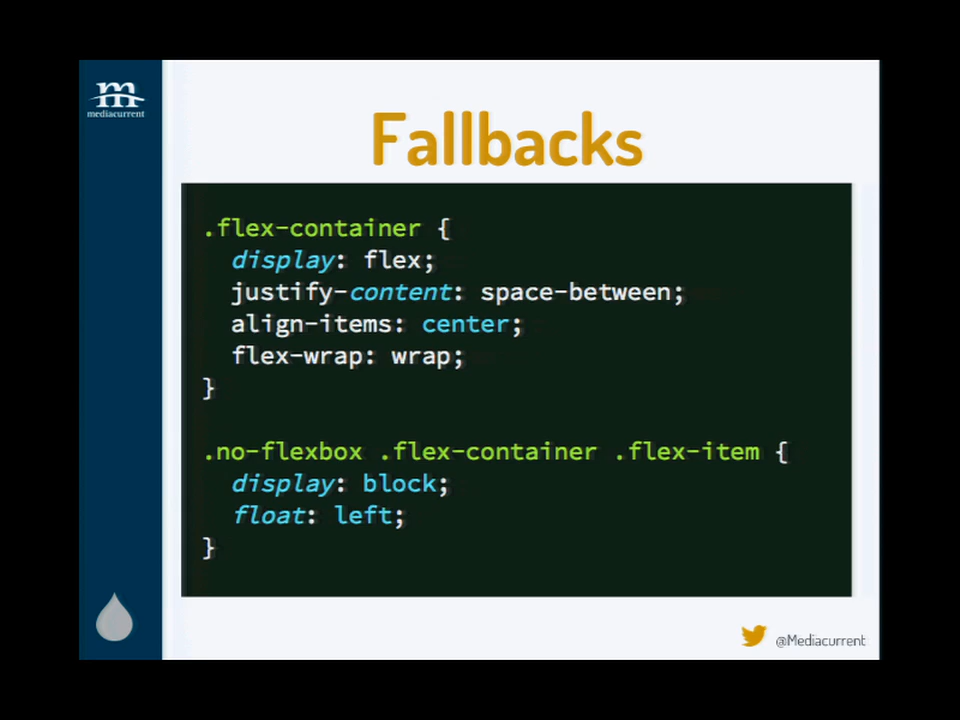 mediacurrent
Fallbacks
.flex-container {
  display: flex;
  justify-content: space-between;
  align-items: center;
  flex-wrap: wrap;
}

.no-flexbox .flex-container .flex-item {
  display: block;
  float: left;
}
@Mediacurrent